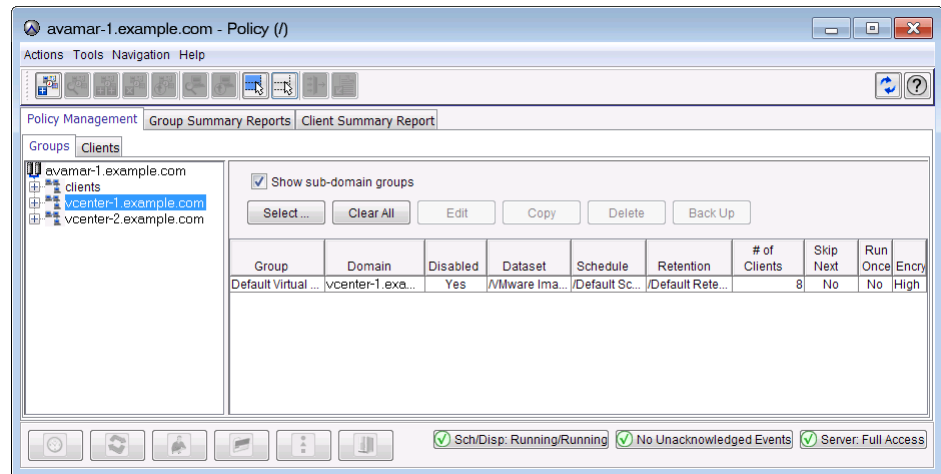 avamar-1.example.com - Policy (/)
Actions Tools Navigation Help
Policy Management Group Summary Reports Client Summary Report
Groups Clients
avamar-1.example.com
clients
vcenter-1.example.com
vcenter-2.example.com
Show sub-domain groups
Select ... Clear All Edit Copy Delete Back Up
Group Domain Disabled Dataset Schedule Retention # of Clients Skip Next Run Once Encry
Default Virtual ... vcenter-1.exa... Yes /VMware Ima... /Default Sc... /Default Rete... 8 No No High
Sch/Disp: Running/Running No Unacknowledged Events Server: Full Access